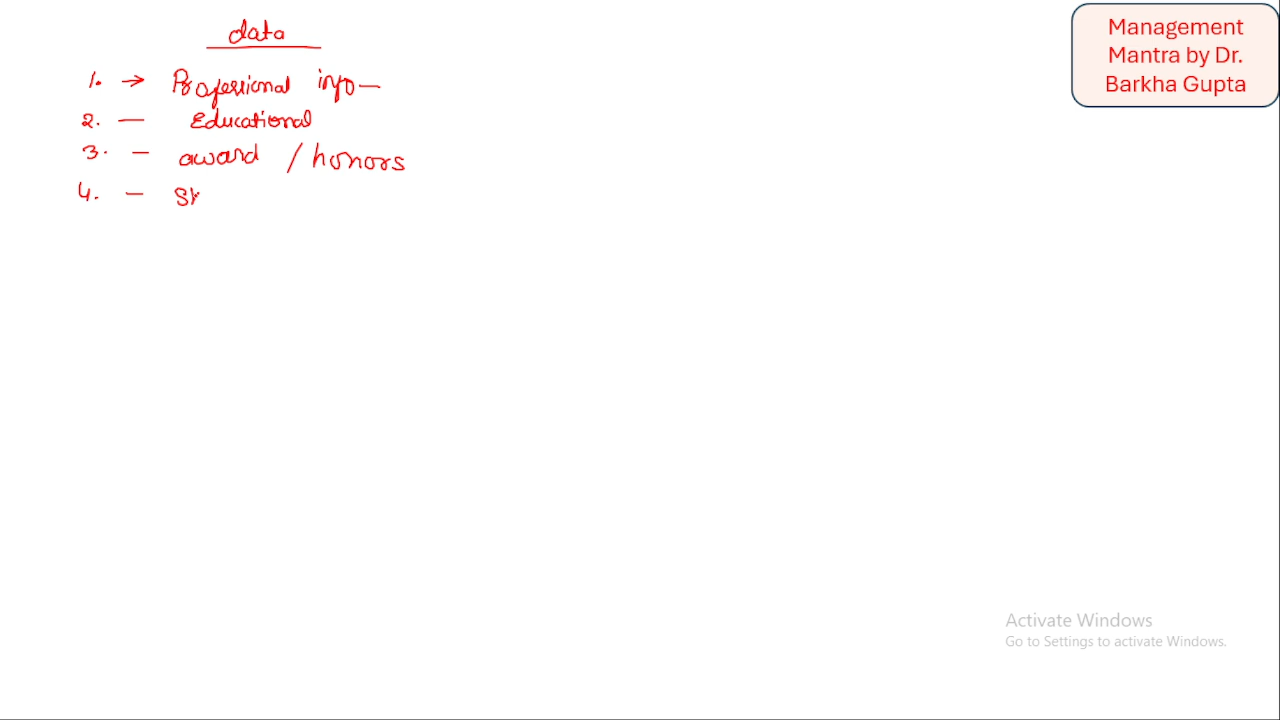 data
1. → Professional info —
2. — Educational
3. — award / honors
4. — Sk
Management
Mantra by Dr.
Barkha Gupta
Activate Windows
Go to Settings to activate Windows.